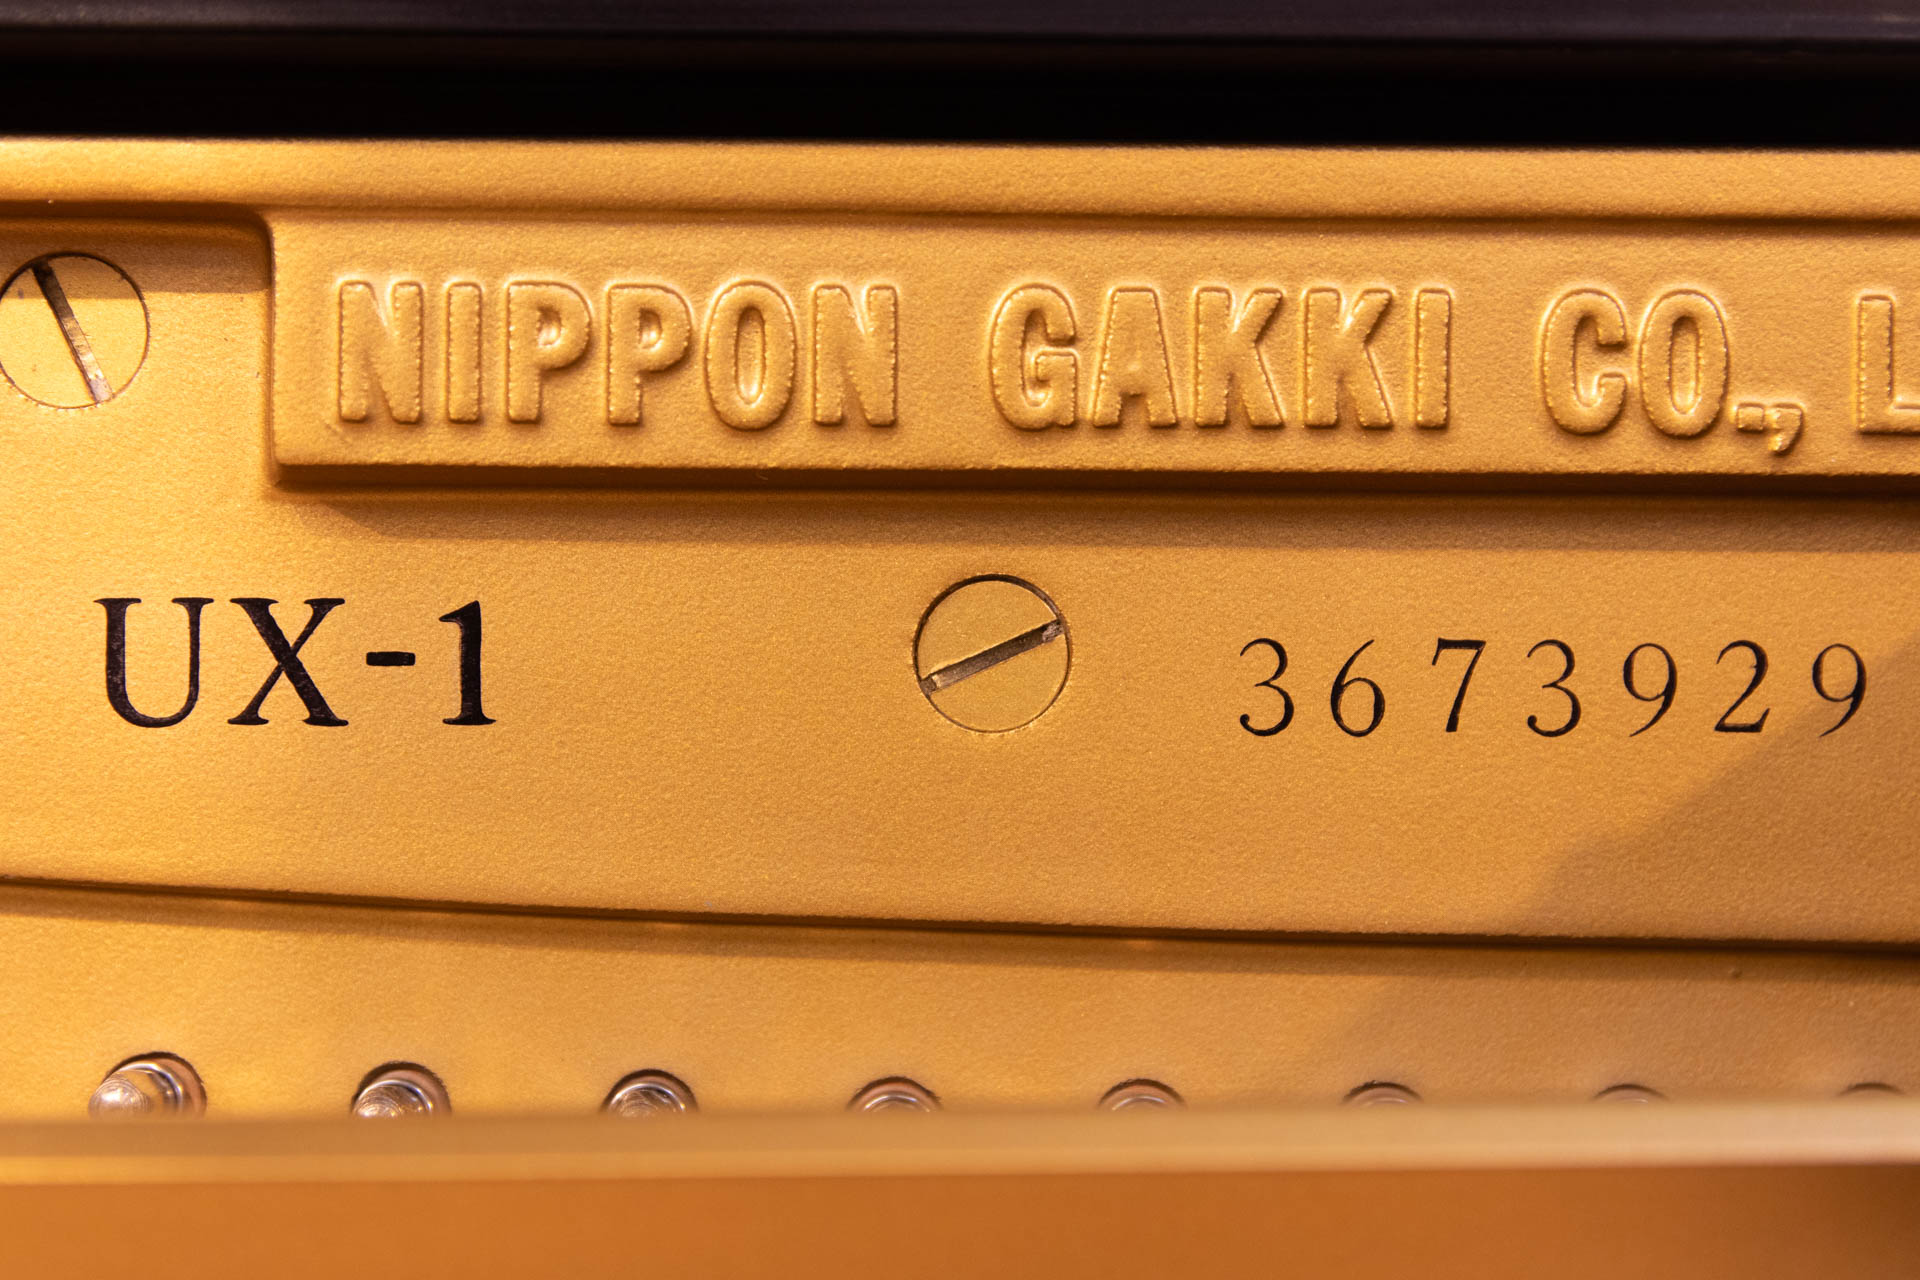 NIPPON GAKKI CO., L
UX-1
3673929